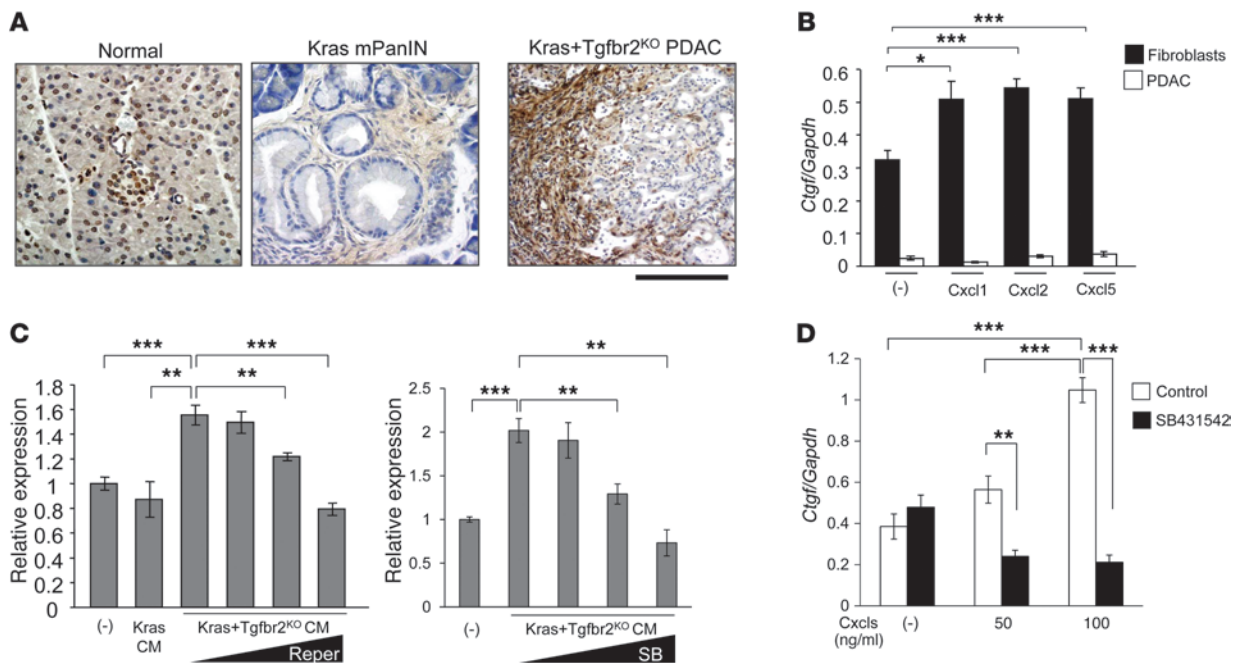 A
Normal
Kras mPanIN
Kras+Tgfbr2KO PDAC
B
***
***
*
Fibroblasts
PDAC
Ctgf/Gapdh
0.6
0.5
0.4
0.3
0.2
0.1
0
(-)
Cxcl1
Cxcl2
Cxcl5
C
***
***
**
**
Relative expression
1.8
1.6
1.4
1.2
1.0
0.8
0.6
0.4
0.2
0
(-)
Kras
CM
Kras+Tgfbr2KO CM
Reper
**
***
**
Relative expression
2.5
2
1.5
1
0.5
0
(-)
Kras+Tgfbr2KO CM
SB
D
***
***
***
**
Control
SB431542
Ctgf/Gapdh
1.2
1
0.8
0.6
0.4
0.2
0
Cxcls
(ng/ml)
(-)
50
100